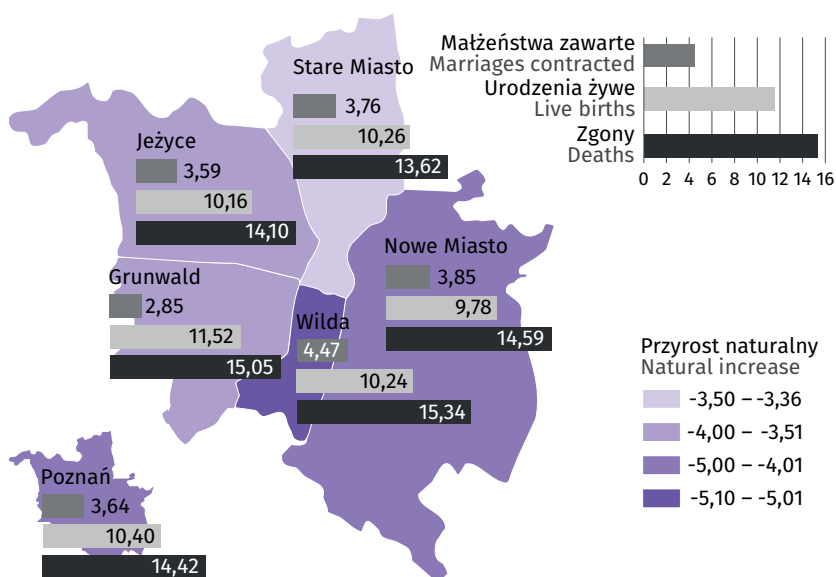 Małżeństwa zawarte
Marriages contracted
Urodzenia żywe
Live births
Zgony
Deaths
0 2 4 6 8 10 12 14 16
Stare Miasto
3,76
10,26
13,62
Jeżyce
3,59
10,16
14,10
Nowe Miasto
3,85
9,78
14,59
Grunwald
2,85
11,52
15,05
Wilda
4,47
10,24
15,34
Poznań
3,64
10,40
14,42
Przyrost naturalny
Natural increase
-3,50 – -3,36
-4,00 – -3,51
-5,00 – -4,01
-5,10 – -5,01